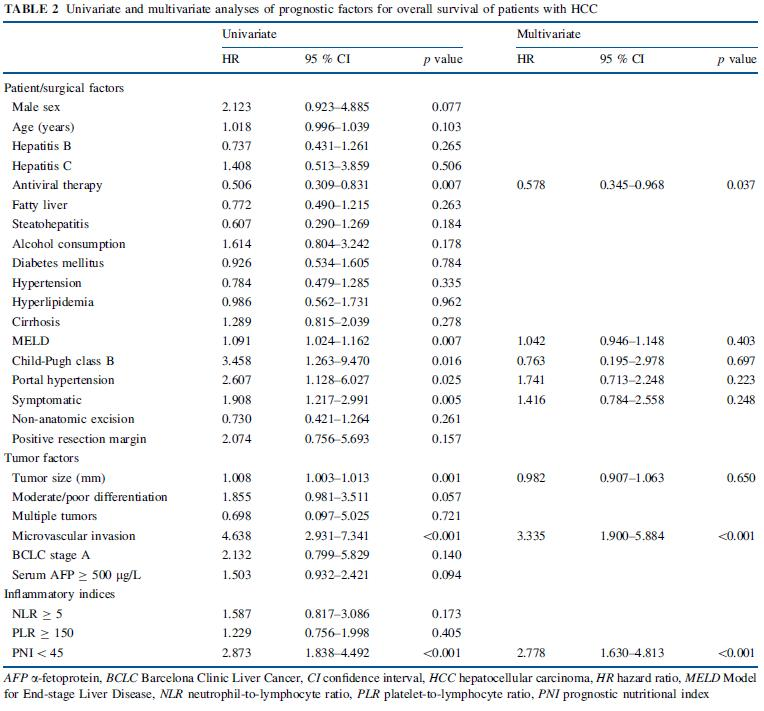 TABLE 2 Univariate and multivariate analyses of prognostic factors for overall survival of patients with HCC
Univariate Multivariate
HR 95 % CI p value HR 95 % CI p value
Patient/surgical factors
Male sex 2.123 0.923–4.885 0.077
Age (years) 1.018 0.996–1.039 0.103
Hepatitis B 0.737 0.431–1.261 0.265
Hepatitis C 1.408 0.513–3.859 0.506
Antiviral therapy 0.506 0.309–0.831 0.007 0.578 0.345–0.968 0.037
Fatty liver 0.772 0.490–1.215 0.263
Steatohepatitis 0.607 0.290–1.269 0.184
Alcohol consumption 1.614 0.804–3.242 0.178
Diabetes mellitus 0.926 0.534–1.605 0.784
Hypertension 0.784 0.479–1.285 0.335
Hyperlipidemia 0.986 0.562–1.731 0.962
Cirrhosis 1.289 0.815–2.039 0.278
MELD 1.091 1.024–1.162 0.007 1.042 0.946–1.148 0.403
Child-Pugh class B 3.458 1.263–9.470 0.016 0.763 0.195–2.978 0.697
Portal hypertension 2.607 1.128–6.027 0.025 1.741 0.713–2.248 0.223
Symptomatic 1.908 1.217–2.991 0.005 1.416 0.784–2.558 0.248
Non-anatomic excision 0.730 0.421–1.264 0.261
Positive resection margin 2.074 0.756–5.693 0.157
Tumor factors
Tumor size (mm) 1.008 1.003–1.013 0.001 0.982 0.907–1.063 0.650
Moderate/poor differentiation 1.855 0.981–3.511 0.057
Multiple tumors 0.698 0.097–5.025 0.721
Microvascular invasion 4.638 2.931–7.341 <0.001 3.335 1.900–5.884 <0.001
BCLC stage A 2.132 0.799–5.829 0.140
Serum AFP ≥ 500 μg/L 1.503 0.932–2.421 0.094
Inflammatory indices
NLR ≥ 5 1.587 0.817–3.086 0.173
PLR ≥ 150 1.229 0.756–1.998 0.405
PNI < 45 2.873 1.838–4.492 <0.001 2.778 1.630–4.813 <0.001
AFP α-fetoprotein, BCLC Barcelona Clinic Liver Cancer, CI confidence interval, HCC hepatocellular carcinoma, HR hazard ratio, MELD Model
for End-stage Liver Disease, NLR neutrophil-to-lymphocyte ratio, PLR platelet-to-lymphocyte ratio, PNI prognostic nutritional index